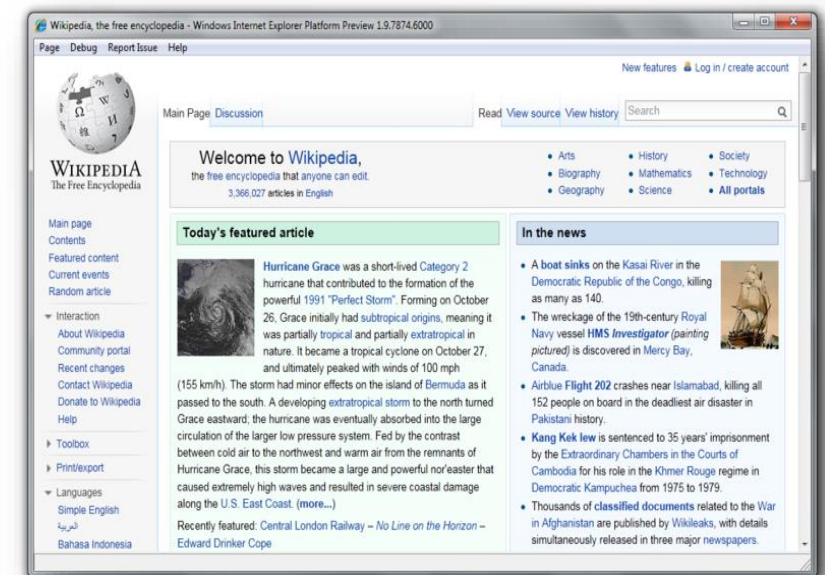 Wikipedia, the free encyclopedia - Windows Internet Explorer Platform Preview 1.9.7874.6000
Page Debug Report Issue Help
New features Log in / create account
Main Page Discussion
Read View source View history Search
WIKIPEDIA
The Free Encyclopedia
Main page
Contents
Featured content
Current events
Random article
Interaction
About Wikipedia
Community portal
Recent changes
Contact Wikipedia
Donate to Wikipedia
Help
Toolbox
Print/export
Languages
Simple English
العربية
Bahasa Indonesia
Welcome to Wikipedia,
the free encyclopedia that anyone can edit.
3,366,027 articles in English
• Arts
• Biography
• Geography
• History
• Mathematics
• Science
• Society
• Technology
• All portals
Today's featured article
Hurricane Grace was a short-lived Category 2
hurricane that contributed to the formation of the
powerful 1991 "Perfect Storm". Forming on October
26, Grace initially had subtropical origins, meaning it
was partially tropical and partially extratropical in
nature. It became a tropical cyclone on October 27,
and ultimately peaked with winds of 100 mph
(155 km/h). The storm had minor effects on the island of Bermuda as it
passed to the south. A developing extratropical storm to the north turned
Grace eastward; the hurricane was eventually absorbed into the large
circulation of the larger low pressure system. Fed by the contrast
between cold air to the northwest and warm air from the remnants of
Hurricane Grace, this storm became a large and powerful nor'easter that
caused extremely high waves and resulted in severe coastal damage
along the U.S. East Coast. (more...)
Recently featured: Central London Railway – No Line on the Horizon –
Edward Drinker Cope
In the news
• A boat sinks on the Kasai River in the
Democratic Republic of the Congo, killing
as many as 140.
• The wreckage of the 19th-century Royal
Navy vessel HMS Investigator (painting
pictured) is discovered in Mercy Bay,
Canada.
• Airblue Flight 202 crashes near Islamabad, killing all
152 people on board in the deadliest air disaster in
Pakistani history.
• Kang Kek Iew is sentenced to 35 years' imprisonment
by the Extraordinary Chambers in the Courts of
Cambodia for his role in the Khmer Rouge regime in
Democratic Kampuchea from 1975 to 1979.
• Thousands of classified documents related to the War
in Afghanistan are published by Wikileaks, with details
simultaneously released in three major newspapers.